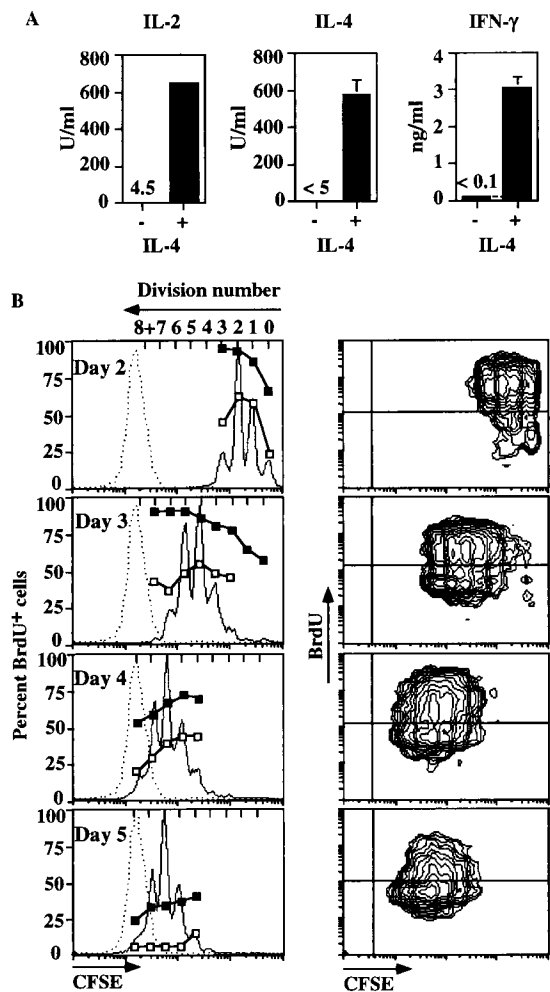 A
IL-2
IL-4
IFN-γ
800
600
400
200
0
U/ml
4.5
- +
IL-4
800
600
400
200
0
U/ml
< 5
- +
IL-4
4
3
2
1
0
ng/ml
< 0.1
- +
IL-4
B
Division number
8+7 6 5 4 3 2 1 0
Percent BrdU+ cells
100
75
50
25
0
Day 2
100
75
50
25
0
Day 3
100
75
50
25
0
Day 4
100
75
50
25
0
Day 5
CFSE
BrdU
CFSE